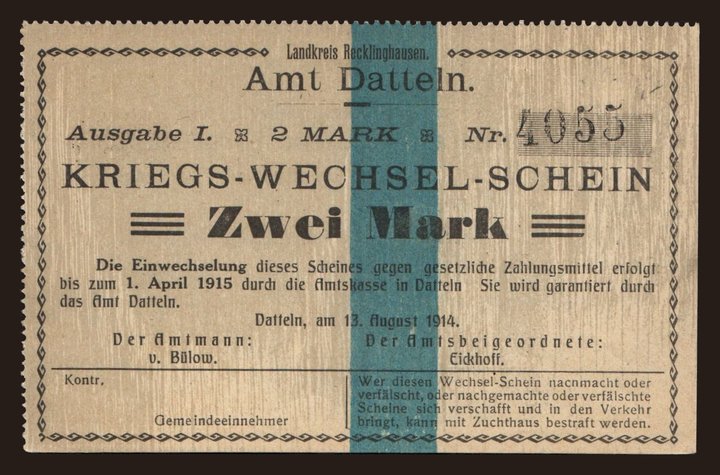 Landkreis Recklinghausen.
Amt Datteln.
Ausgabe I. 2 MARK Nr. 4055
KRIEGS-WECHSEL-SCHEIN
Zwei Mark
Die Einwechselung dieses Scheines gegen gesetzliche Zahlungsmittel erfolgt
bis zum 1. April 1915 durch die Amtskasse in Datteln Sie wird garantiert durch
das Amt Datteln.
Datteln, am 13. August 1914.
Der Amtmann: Der Amtsbeigeordnete:
v. Bülow. Eickhoff.
Kontr.
Gemeindeeinnehmer
Wer diesen Wechsel-Schein nacnmacht oder
verfälscht, oder nachgemachte oder verfälschte
Scheine sich verschafft und in den Verkehr
bringt, kann mit Zuchthaus bestraft werden.